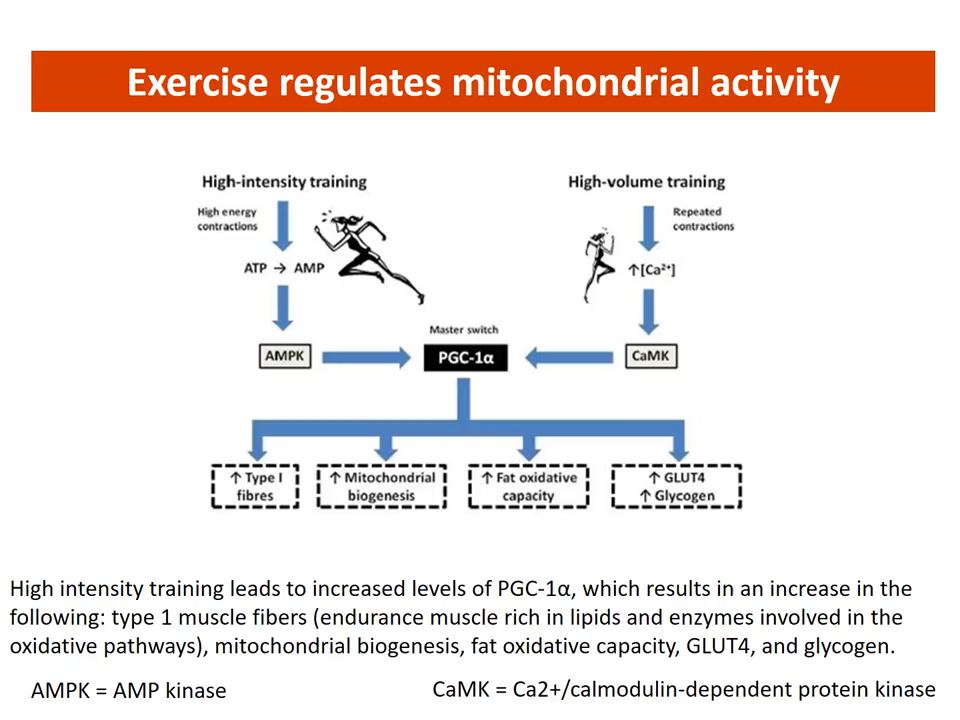 Exercise regulates mitochondrial activity
High-intensity training
High-volume training
High energy
contractions
Repeated
contractions
ATP → AMP
↑[Ca²⁺]
Master switch
AMPK
PGC-1α
CaMK
↑ Type I
fibres
↑ Mitochondrial
biogenesis
↑ Fat oxidative
capacity
↑ GLUT4
↑ Glycogen
High intensity training leads to increased levels of PGC-1α, which results in an increase in the
following: type 1 muscle fibers (endurance muscle rich in lipids and enzymes involved in the
oxidative pathways), mitochondrial biogenesis, fat oxidative capacity, GLUT4, and glycogen.
AMPK = AMP kinase
CaMK = Ca2+/calmodulin-dependent protein kinase